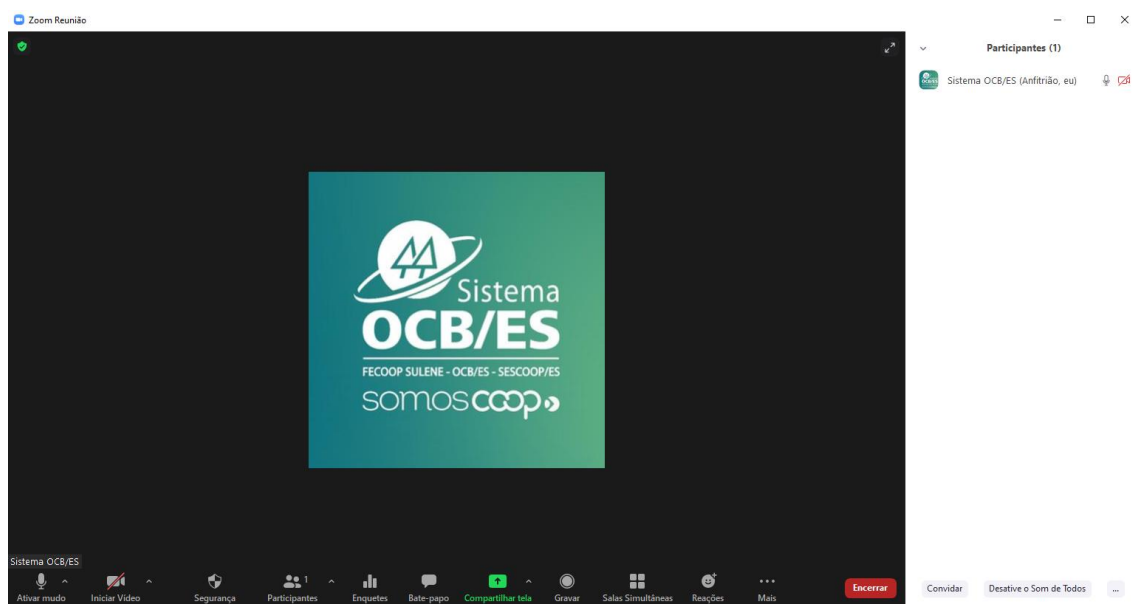 Zoom Reunião
Participantes (1)
Sistema OCB/ES (Anfitrião, eu)
Sistema
OCB/ES
FECOOP SULENE - OCB/ES - SESCOOP/ES
somoscoop
Sistema OCB/ES
Ativar mudo
Iniciar Vídeo
Segurança
1
Participantes
Enquetes
Bate-papo
Compartilhar tela
Gravar
Salas Simultâneas
Reações
Mais
Encerrar
Convidar
Desative o Som de Todos
...